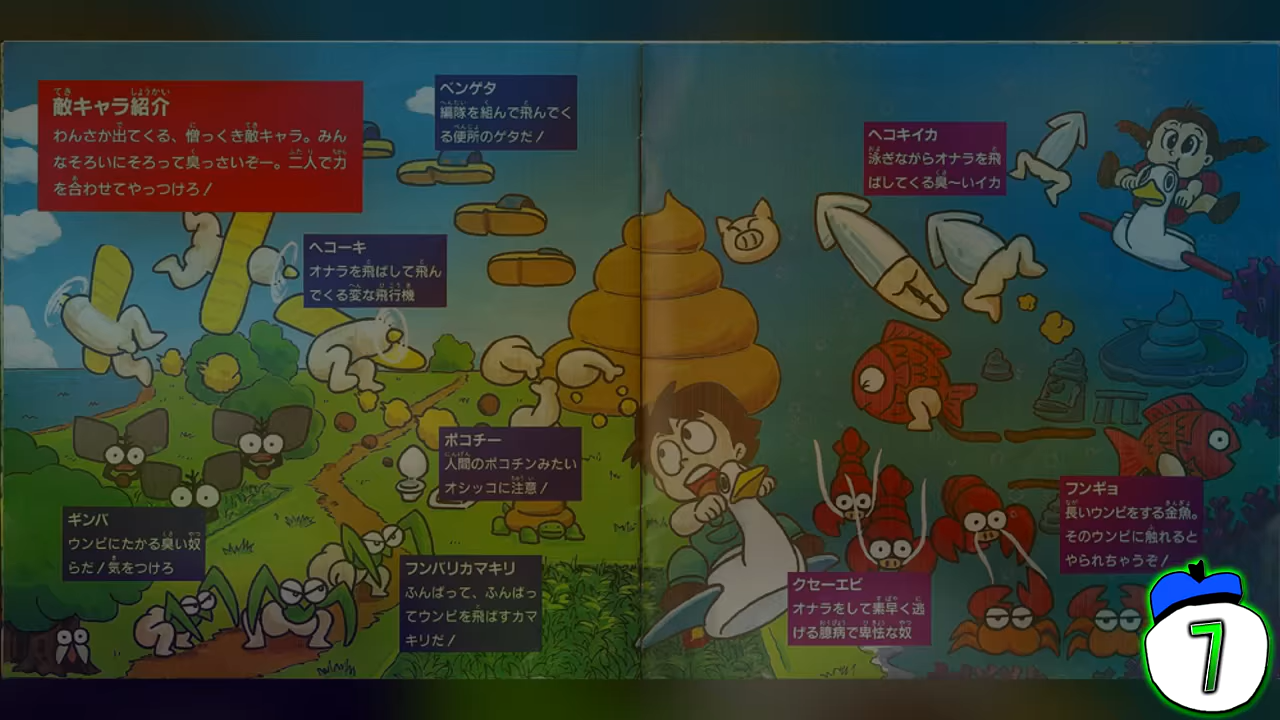 敵キャラ紹介
わんさか出てくる、憎っくき敵キャラ。みん
なそろいにそろって臭っさいぞー。二人で力
を合わせてやっつけろ！
ベンゲタ
編隊を組んで飛んでく
る便所のゲタだ！
ヘコーキ
オナラを飛ばして飛ん
でくる変な飛行機
ポコチー
人間のポコチンみたい
オシッコに注意！
ギンバ
ウンピにたかる臭い奴
らだ！気をつけろ
フンバリカマキリ
ふんばって、ふんばっ
てウンピを飛ばすカマ
キリだ！
ヘコキイカ
泳ぎながらオナラを飛
ばしてくる臭〜いイカ
フンギョ
長いウンピをする金魚。
そのウンピに触れると
やられちゃうぞ！
クセーエビ
オナラをして素早く逃
げる臆病で卑怯な奴
7